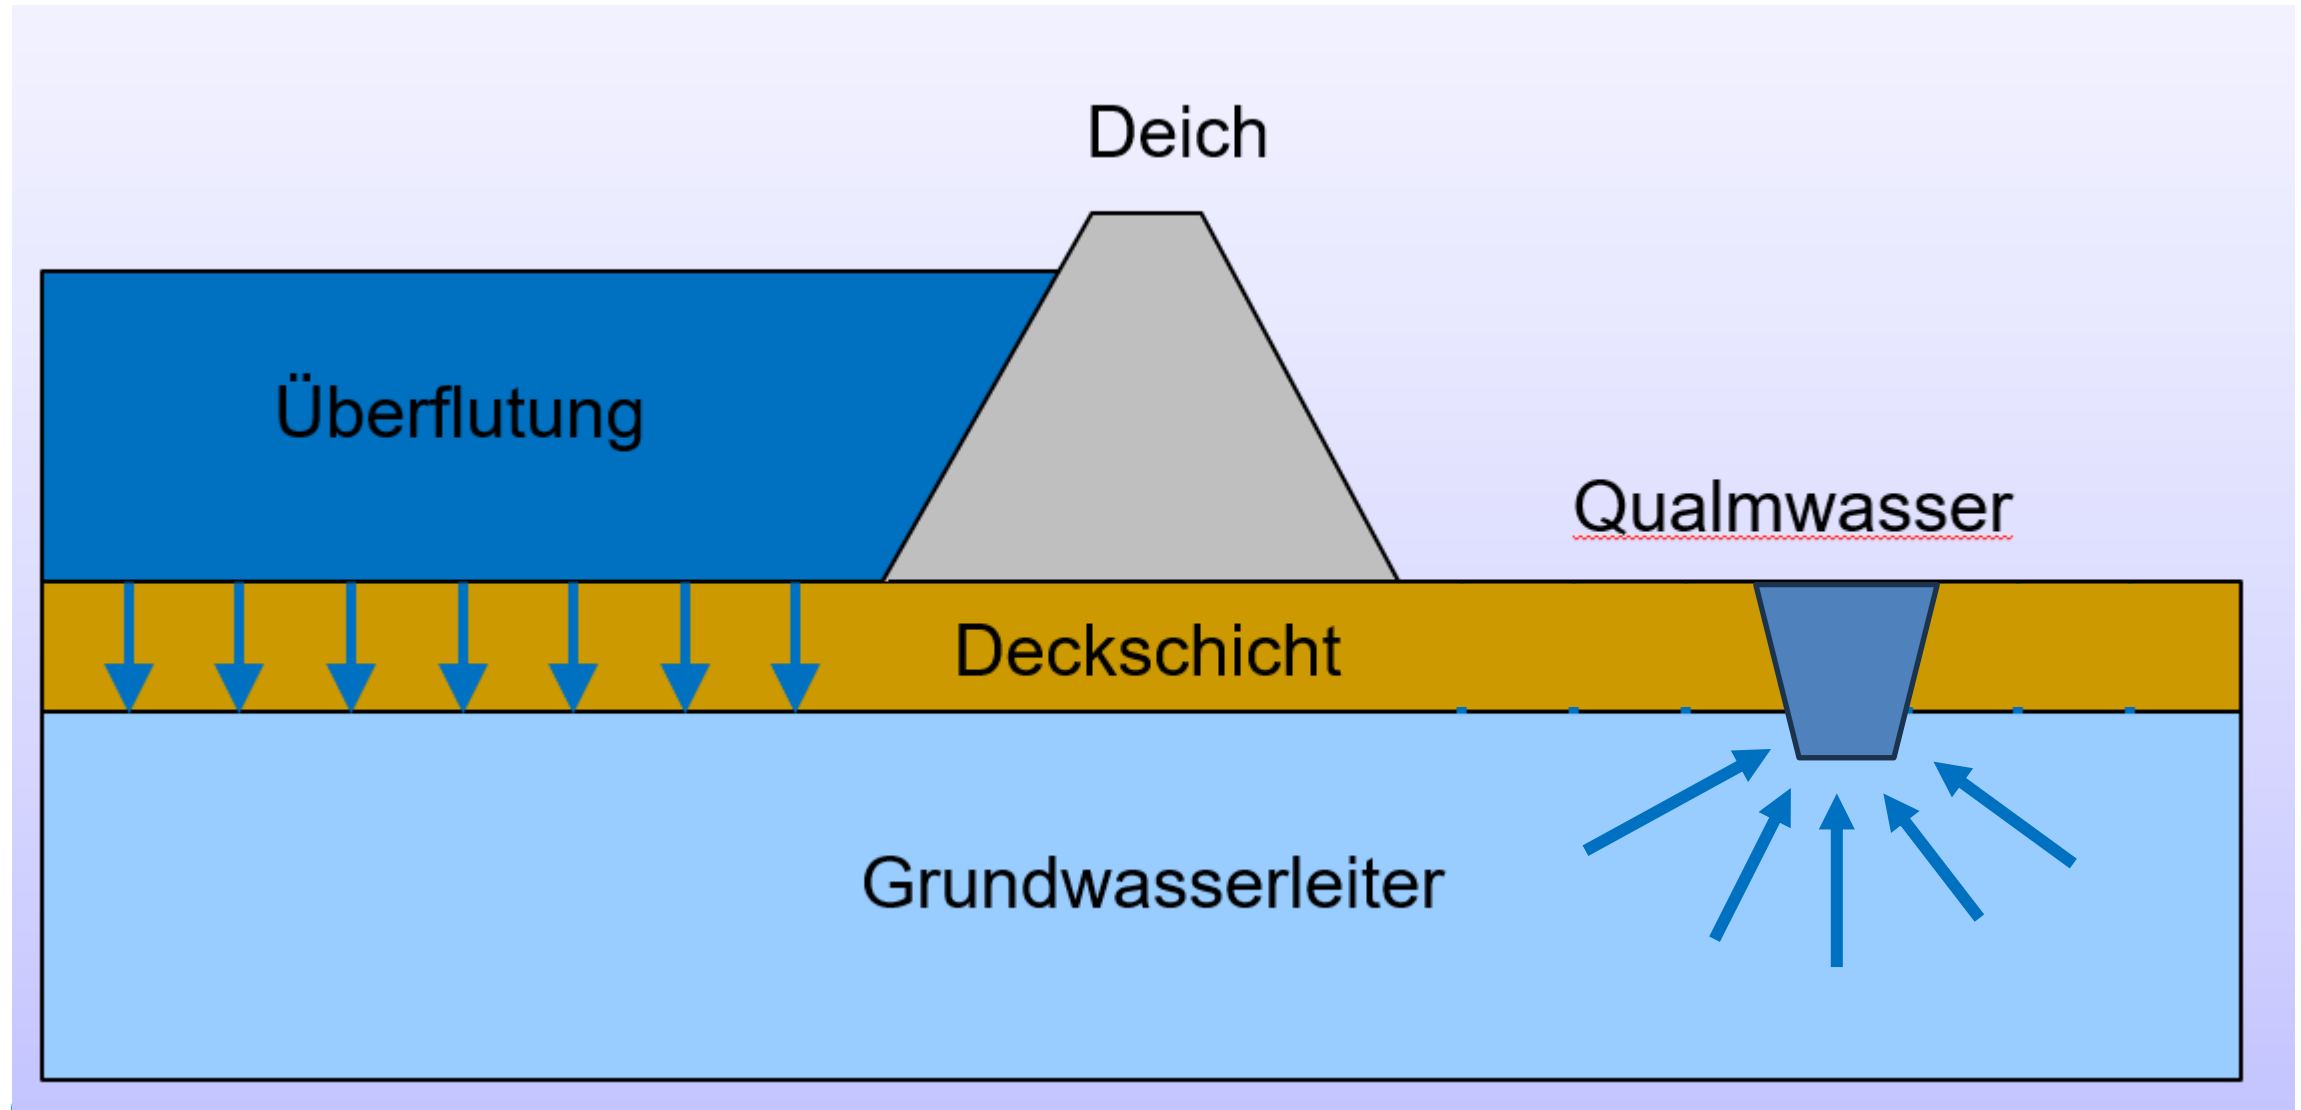 Deich
Überflutung
Qualmwasser
Deckschicht
Grundwasserleiter